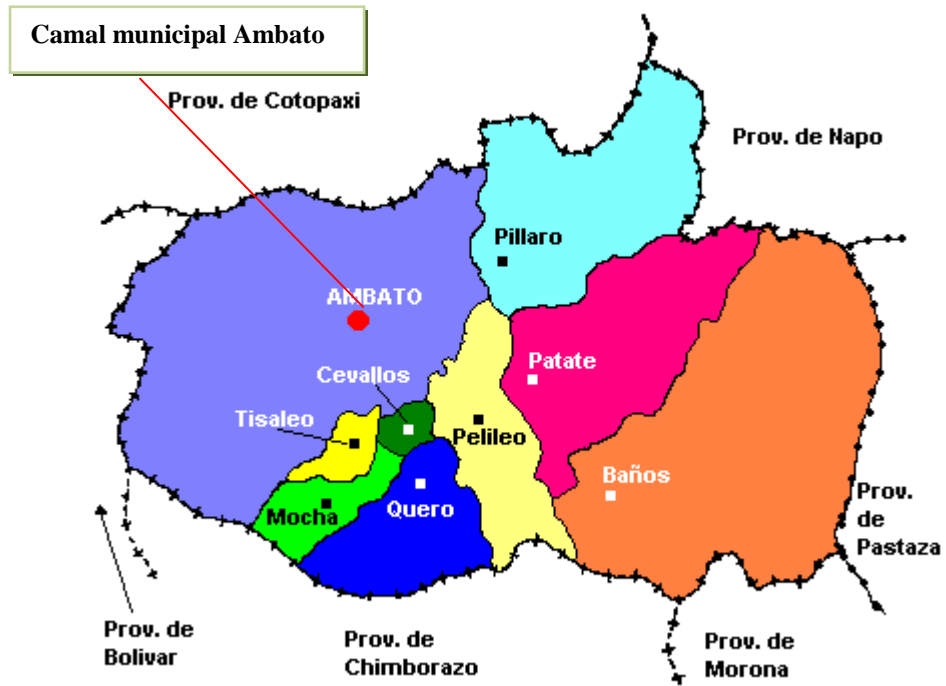 Camal municipal Ambato
Prov. de Cotopaxi
Prov. de Napo
Pillaro
AMBATO
Patate
Cevallos
Tisaleo
Pelileo
Baños
Quero
Mocha
Prov.
de
Pastaza
Prov. de
Bolivar
Prov. de
Chimborazo
Prov. de
Morona